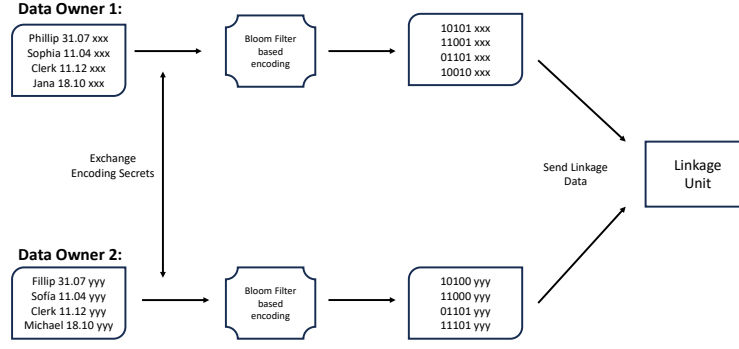 Data Owner 1:
Phillip 31.07 xxx
Sophia 11.04 xxx
Clerk 11.12 xxx
Jana 18.10 xxx
Bloom Filter
based
encoding
10101 xxx
11001 xxx
01101 xxx
10010 xxx
Exchange
Encoding Secrets
Send Linkage
Data
Linkage
Unit
Data Owner 2:
Fillip 31.07 yyy
Sofía 11.04 yyy
Clerk 11.12 yyy
Michael 18.10 yyy
Bloom Filter
based
encoding
10100 yyy
11000 yyy
01101 yyy
11101 yyy